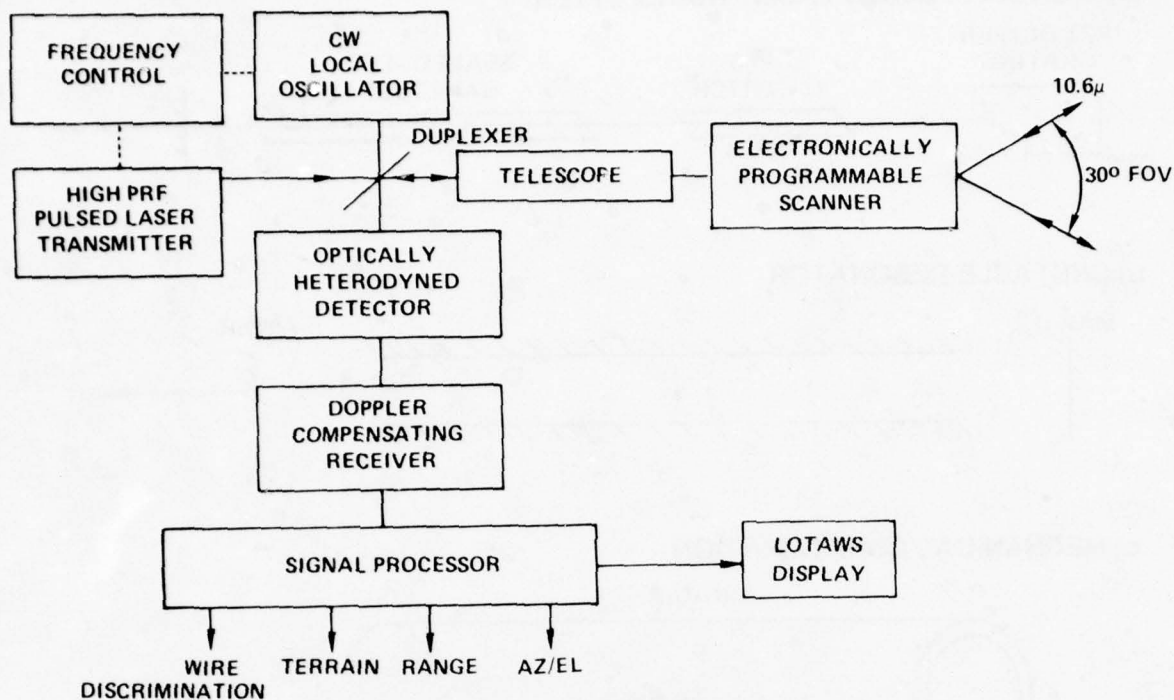 FREQUENCY
CONTROL
CW
LOCAL
OSCILLATOR
DUPLEXER
HIGH PRF
PULSED LASER
TRANSMITTER
TELESCOFE
ELECTRONICALLY
PROGRAMMABLE
SCANNER
10.6μ
30º FOV
OPTICALLY
HETERODYNED
DETECTOR
DOPPLER
COMPENSATING
RECEIVER
SIGNAL PROCESSOR
LOTAWS
DISPLAY
WIRE
DISCRIMINATION
TERRAIN
RANGE
AZ/EL